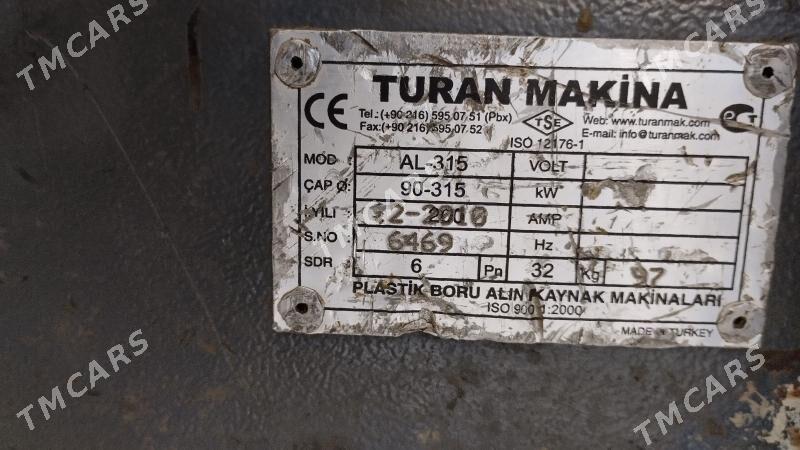 TURAN MAKİNA
CE
Tel.:(+90 216) 595 07 51 (Pbx)
Fax:(+90 216) 595 07 52
TSE
Web: www.turanmak.com
E-mail: info@turanmak.com
ISO 12176-1
MOD : AL-315 VOLT
ÇAP Ø: 90-315 kW
YILI : 12-2010 AMP
S.NO : 6469 Hz
SDR : 6 Pn 32 Kg 97
PLASTİK BORU ALIN KAYNAK MAKİNALARI
ISO 9001:2000
MADE IN TURKEY
TMCARS
TMCARS
TMCARS
TMCARS
TMCARS